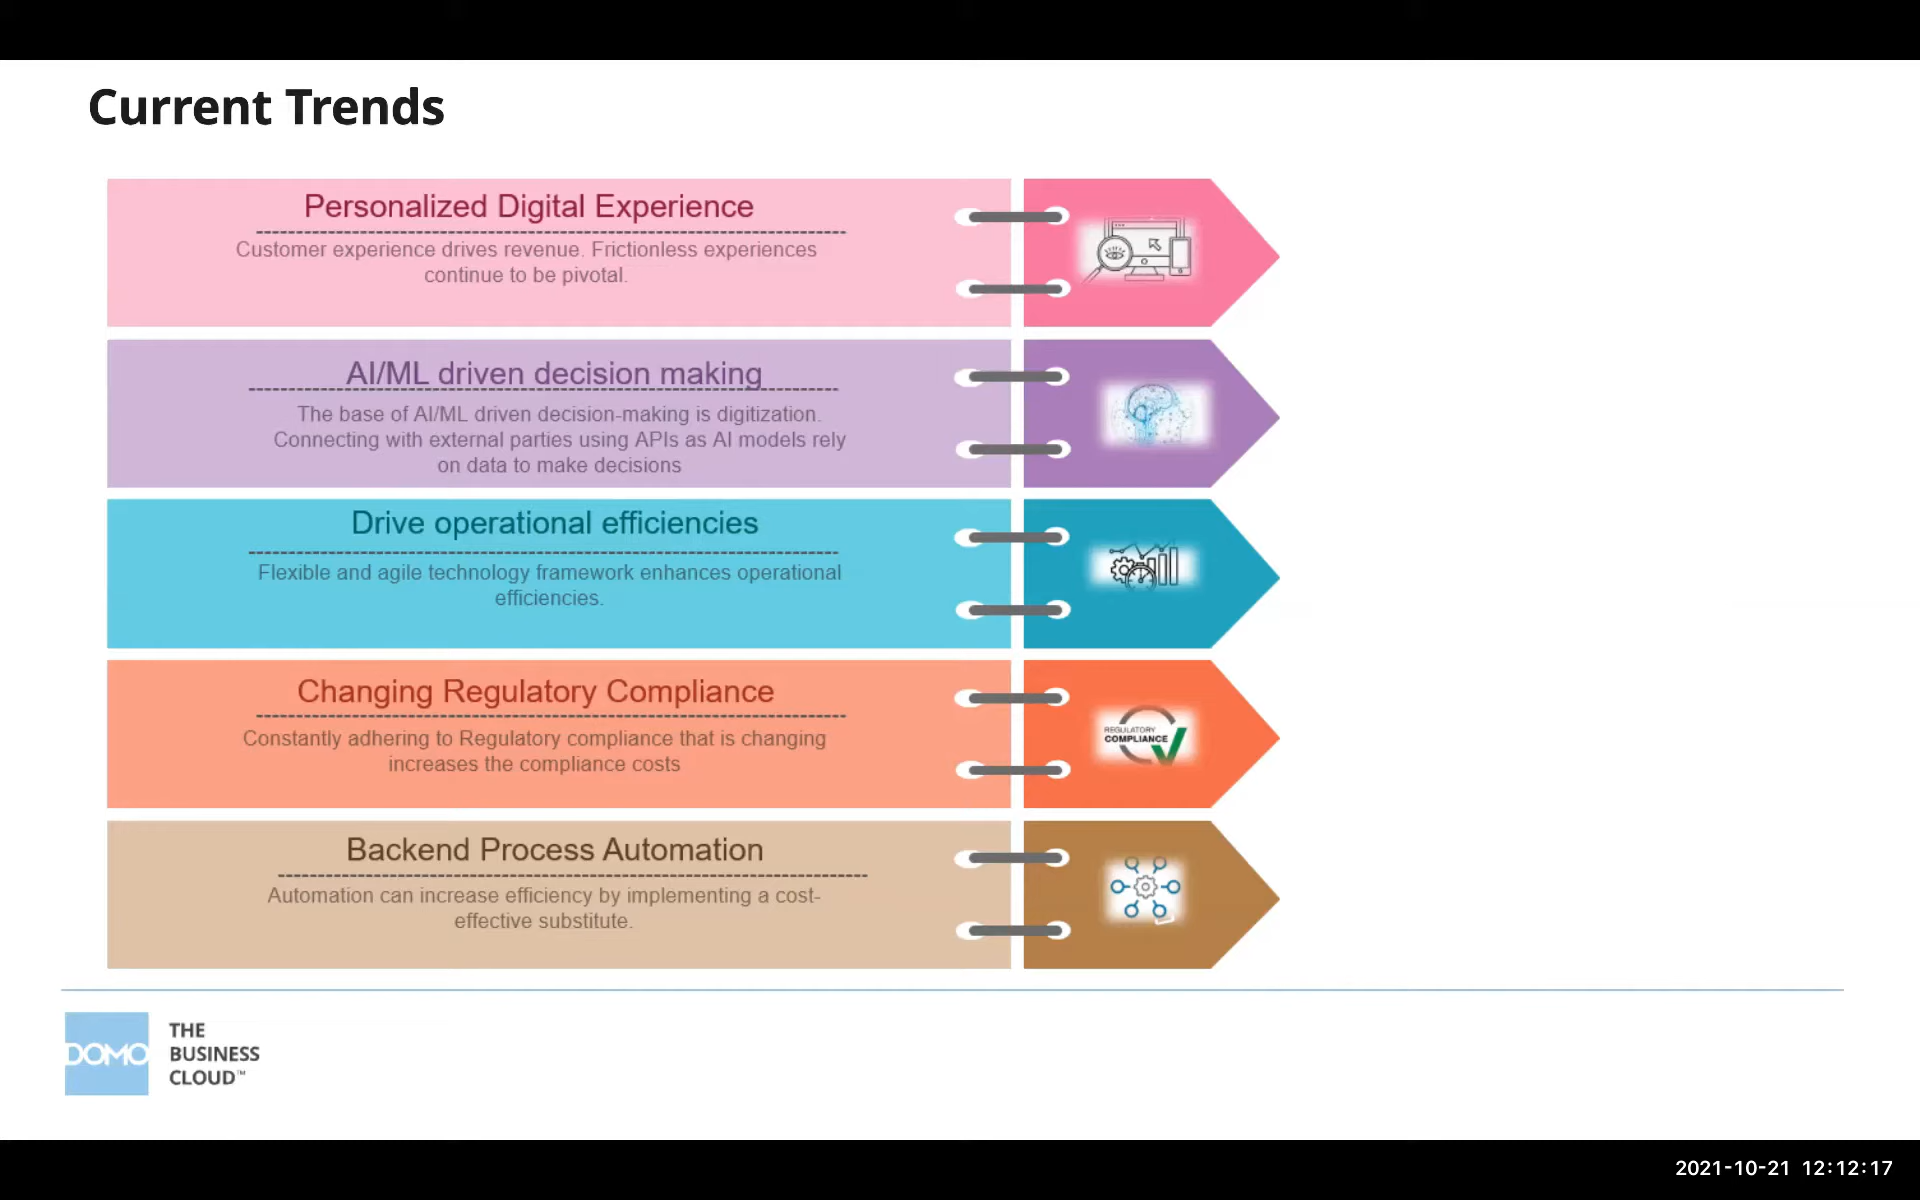 Current Trends
Personalized Digital Experience
Customer experience drives revenue. Frictionless experiences
continue to be pivotal.
AI/ML driven decision making
The base of AI/ML driven decision-making is digitization.
Connecting with external parties using APIs as AI models rely
on data to make decisions
Drive operational efficiencies
Flexible and agile technology framework enhances operational
efficiencies.
Changing Regulatory Compliance
Constantly adhering to Regulatory compliance that is changing
increases the compliance costs
REGULATORY
COMPLIANCE
Backend Process Automation
Automation can increase efficiency by implementing a cost-
effective substitute.
DOMO
THE
BUSINESS
CLOUD™
2021-10-21 12:12:17